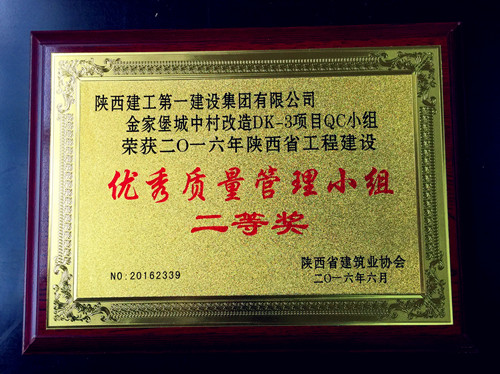 陕西建工第一建设集团有限公司
金家堡城中村改造DK-3项目QC小组
荣获二〇一六年陕西省工程建设
优秀质量管理小组
二等奖
陕西省建筑业协会
NO:20162339
二〇一六年六月